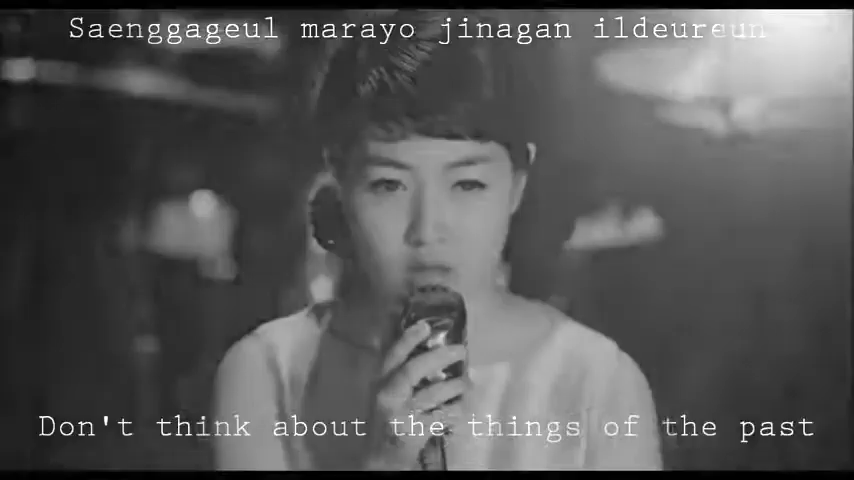 Saenggageul marayo jinagan ildeureun
Don't think about the things of the past